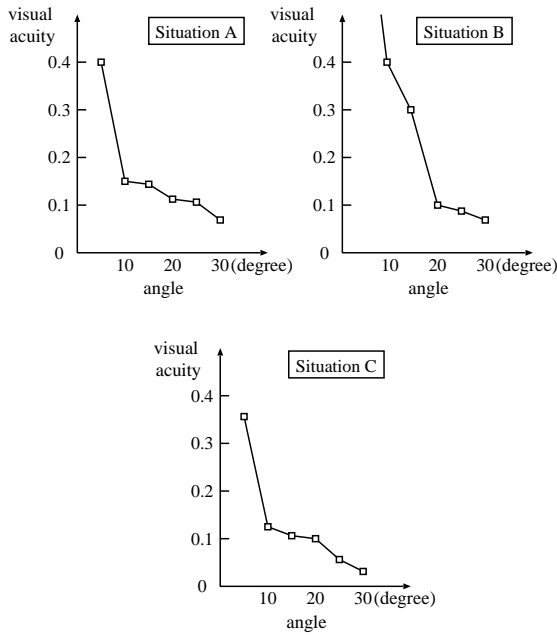 visual
acuity
Situation A
0.4
0.3
0.2
0.1
0
10 20 30(degree)
angle
visual
acuity
Situation B
0.4
0.3
0.2
0.1
0
10 20 30(degree)
angle
visual
acuity
Situation C
0.4
0.3
0.2
0.1
0
10 20 30(degree)
angle